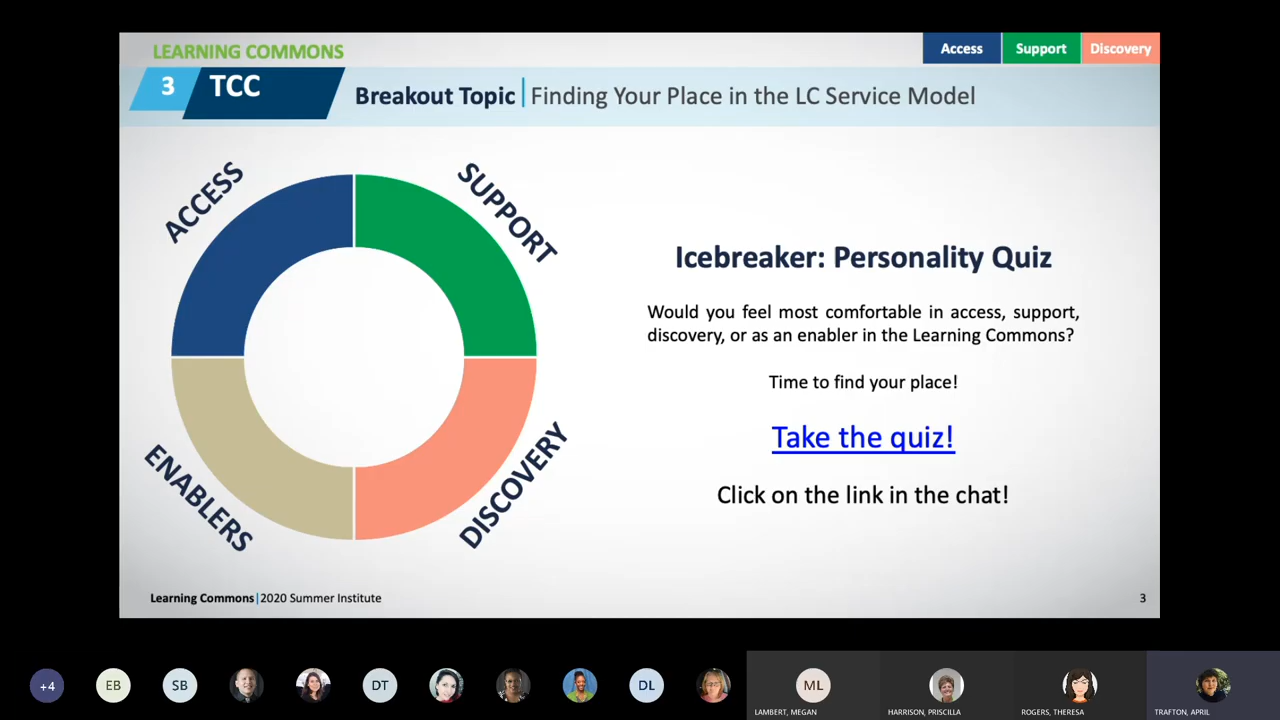 LEARNING COMMONS
Access Support Discovery
3 TCC
Breakout Topic | Finding Your Place in the LC Service Model
ACCESS
SUPPORT
ENABLERS
DISCOVERY
Icebreaker: Personality Quiz
Would you feel most comfortable in access, support,
discovery, or as an enabler in the Learning Commons?
Time to find your place!
Take the quiz!
Click on the link in the chat!
Learning Commons | 2020 Summer Institute
3
+4 EB SB DT DL ML
LAMBERT, MEGAN HARRISON, PRISCILLA ROGERS, THERESA TRAFTON, APRIL